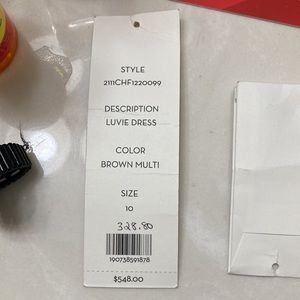 STYLE
2111CHF1220099
DESCRIPTION
LUVIE DRESS
COLOR
BROWN MULTI
SIZE
10
328.80
190738591878
$548.00